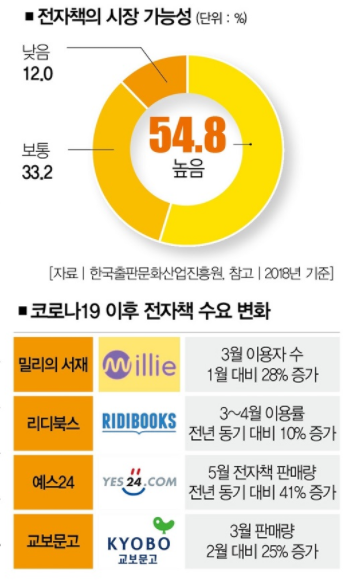 ■ 전자책의 시장 가능성 (단위 : %)
낮음
12.0
54.8
높음
보통
33.2
[자료 | 한국출판문화산업진흥원, 참고 | 2018년 기준]
■ 코로나19 이후 전자책 수요 변화
밀리의 서재
millie
3월 이용자 수
1월 대비 28% 증가
리디북스
RIDIBOOKS
3~4월 이용률
전년 동기 대비 10% 증가
예스24
YES24.COM
5월 전자책 판매량
전년 동기 대비 41% 증가
교보문고
KYOBO
교보문고
3월 판매량
2월 대비 25% 증가